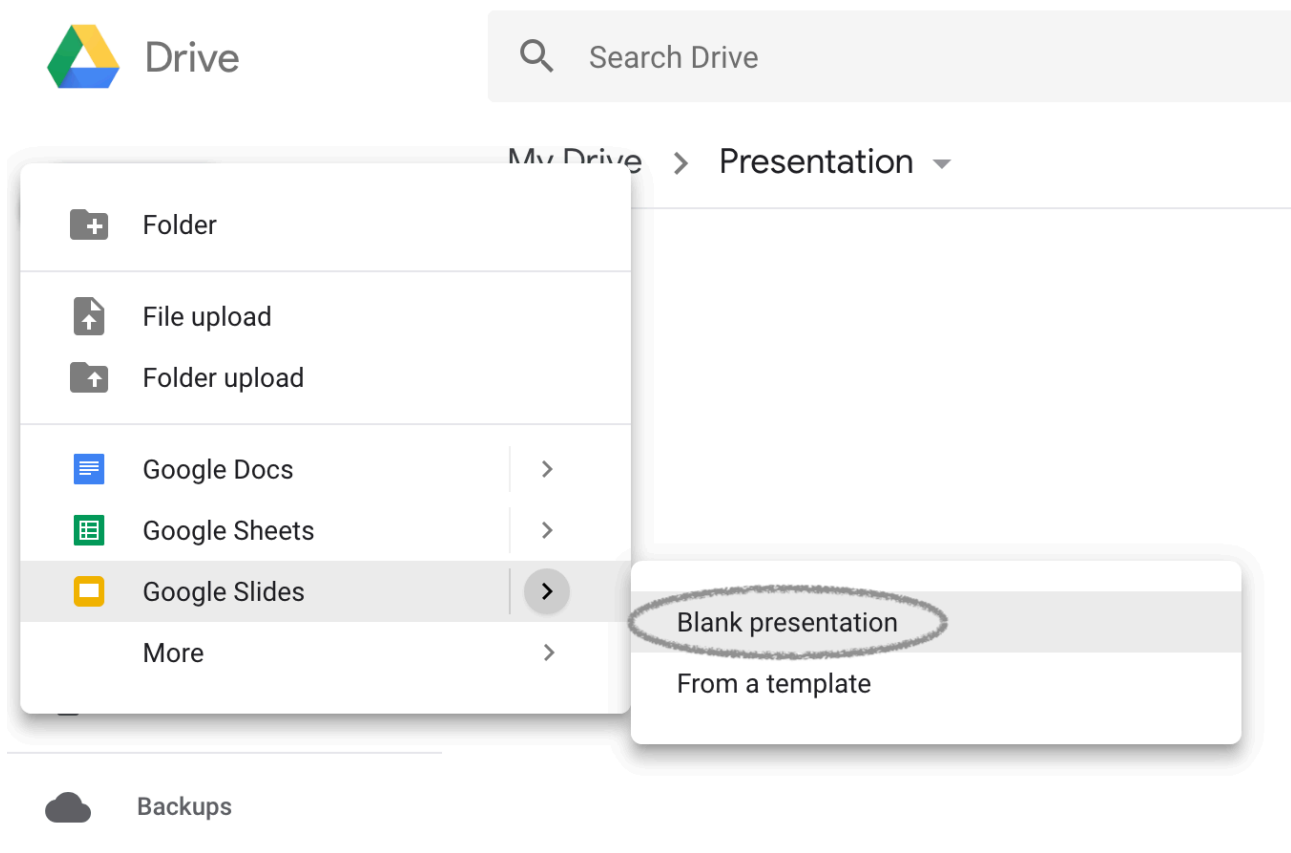 Drive
Search Drive
My Drive > Presentation
Folder
File upload
Folder upload
Google Docs
Google Sheets
Google Slides
Blank presentation
More
From a template
Backups